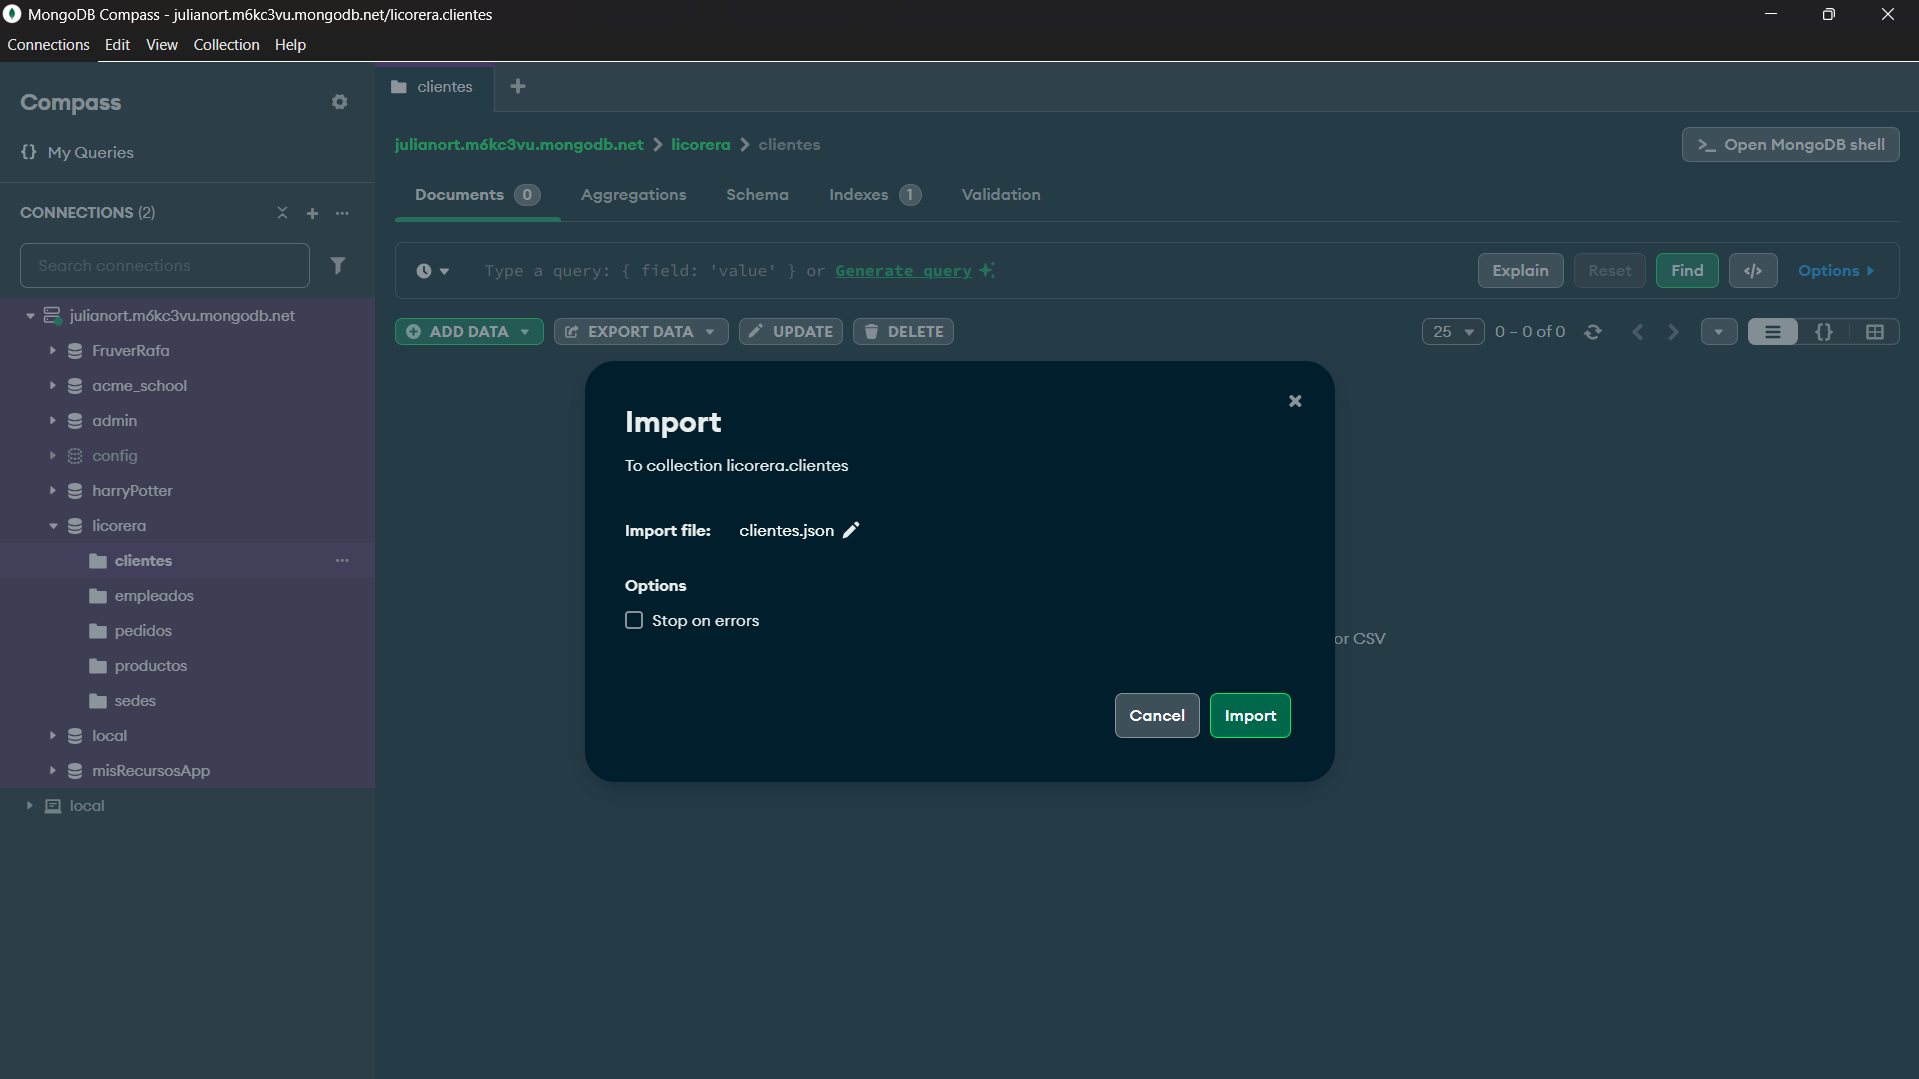 MongoDB Compass - julianort.m6kc3vu.mongodb.net/licorera.clientes
Connections Edit View Collection Help
Compass
{} My Queries
CONNECTIONS (2)
Search connections
julianort.m6kc3vu.mongodb.net
FruverRafa
acme_school
admin
config
harryPotter
licorera
clientes
empleados
pedidos
productos
sedes
local
misRecursosApp
local
clientes
julianort.m6kc3vu.mongodb.net > licorera > clientes
>_ Open MongoDB shell
Documents 0 Aggregations Schema Indexes 1 Validation
Type a query: { field: 'value' } or Generate query
Explain Reset Find </> Options
ADD DATA EXPORT DATA UPDATE DELETE
25 0 – 0 of 0 {}
Import
To collection licorera.clientes
Import file: clientes.json
Options
Stop on errors
or CSV
Cancel Import